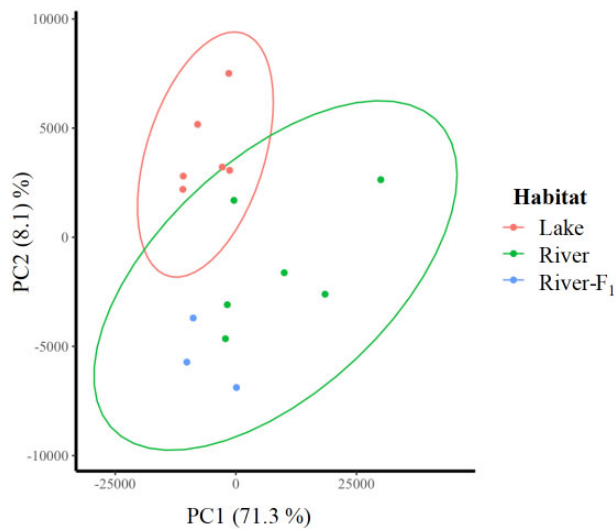 10000
5000
0
-5000
-10000
PC2 (8.1) %)
-25000 0 25000
PC1 (71.3 %)
Habitat
Lake
River
River-F₁